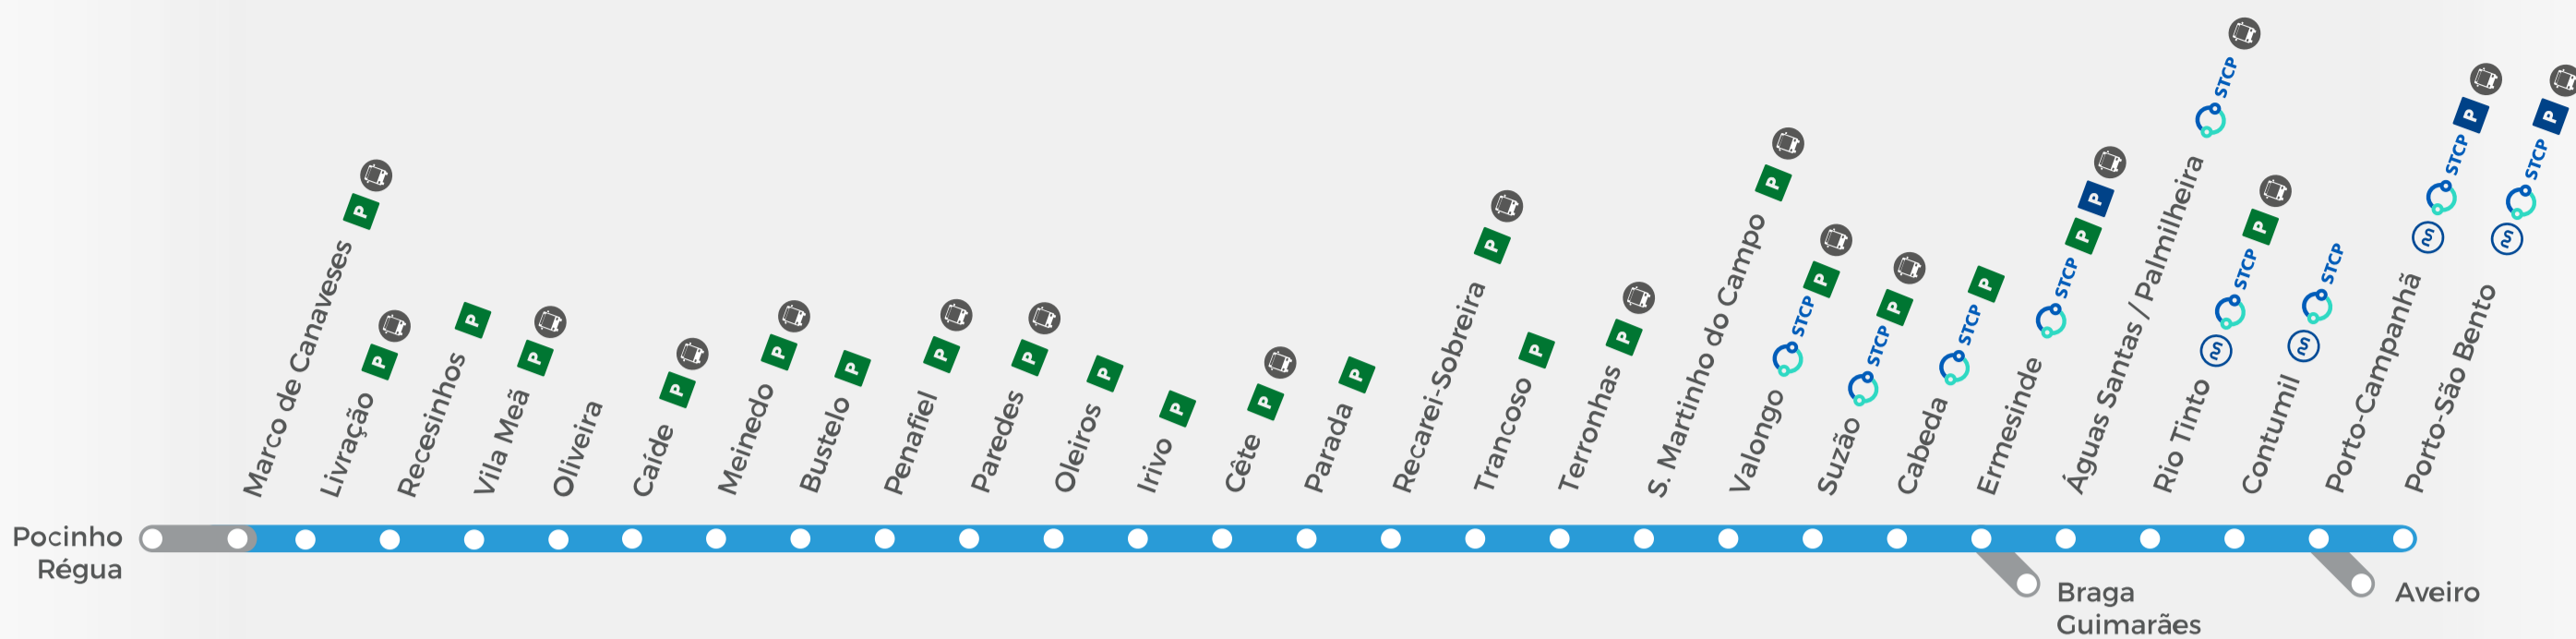 Marco de Canaveses P
Livração P
Recesinhos P
Vila Meã P
Oliveira
Caíde P
Meinedo P
Bustelo P
Penafiel P
Paredes P
Oleiros P
Irivo P
Cête P
Parada P
Recarei-Sobreira P
Trancoso P
Terronhas P
S. Martinho do Campo P
Valongo STCP P
Suzão STCP P
Cabeda STCP P
Ermesinde STCP P P
Águas Santas / Palmilheira STCP
Rio Tinto STCP P
Contumil STCP
Porto-Campanhã STCP P
Porto-São Bento STCP P
Pocinho
Régua
Braga
Guimarães
Aveiro